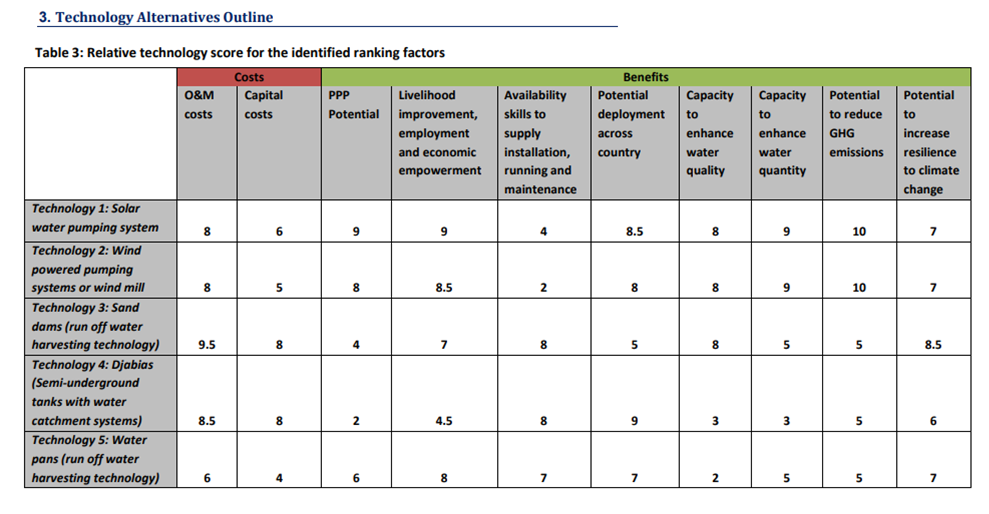 3. Technology Alternatives Outline
Table 3: Relative technology score for the identified ranking factors
Costs
Benefits
O&M
costs
Capital
costs
PPP
Potential
Livelihood
improvement,
employment
and economic
empowerment
Availability
skills to
supply
installation,
running and
maintenance
Potential
deployment
across
country
Capacity
to
enhance
water
quality
Capacity
to
enhance
water
quantity
Potential
to reduce
GHG
emissions
Potential
to
increase
resilience
to climate
change
Technology 1: Solar
water pumping system
8 6 9 9 4 8.5 8 9 10 7
Technology 2: Wind
powered pumping
systems or wind mill
8 5 8 8.5 2 8 8 9 10 7
Technology 3: Sand
dams (run off water
harvesting technology)
9.5 8 4 7 8 5 8 5 5 8.5
Technology 4: Djabias
(Semi-underground
tanks with water
catchment systems)
8.5 8 2 4.5 8 9 3 3 5 6
Technology 5: Water
pans (run off water
harvesting technology)
6 4 6 8 7 7 2 5 5 7